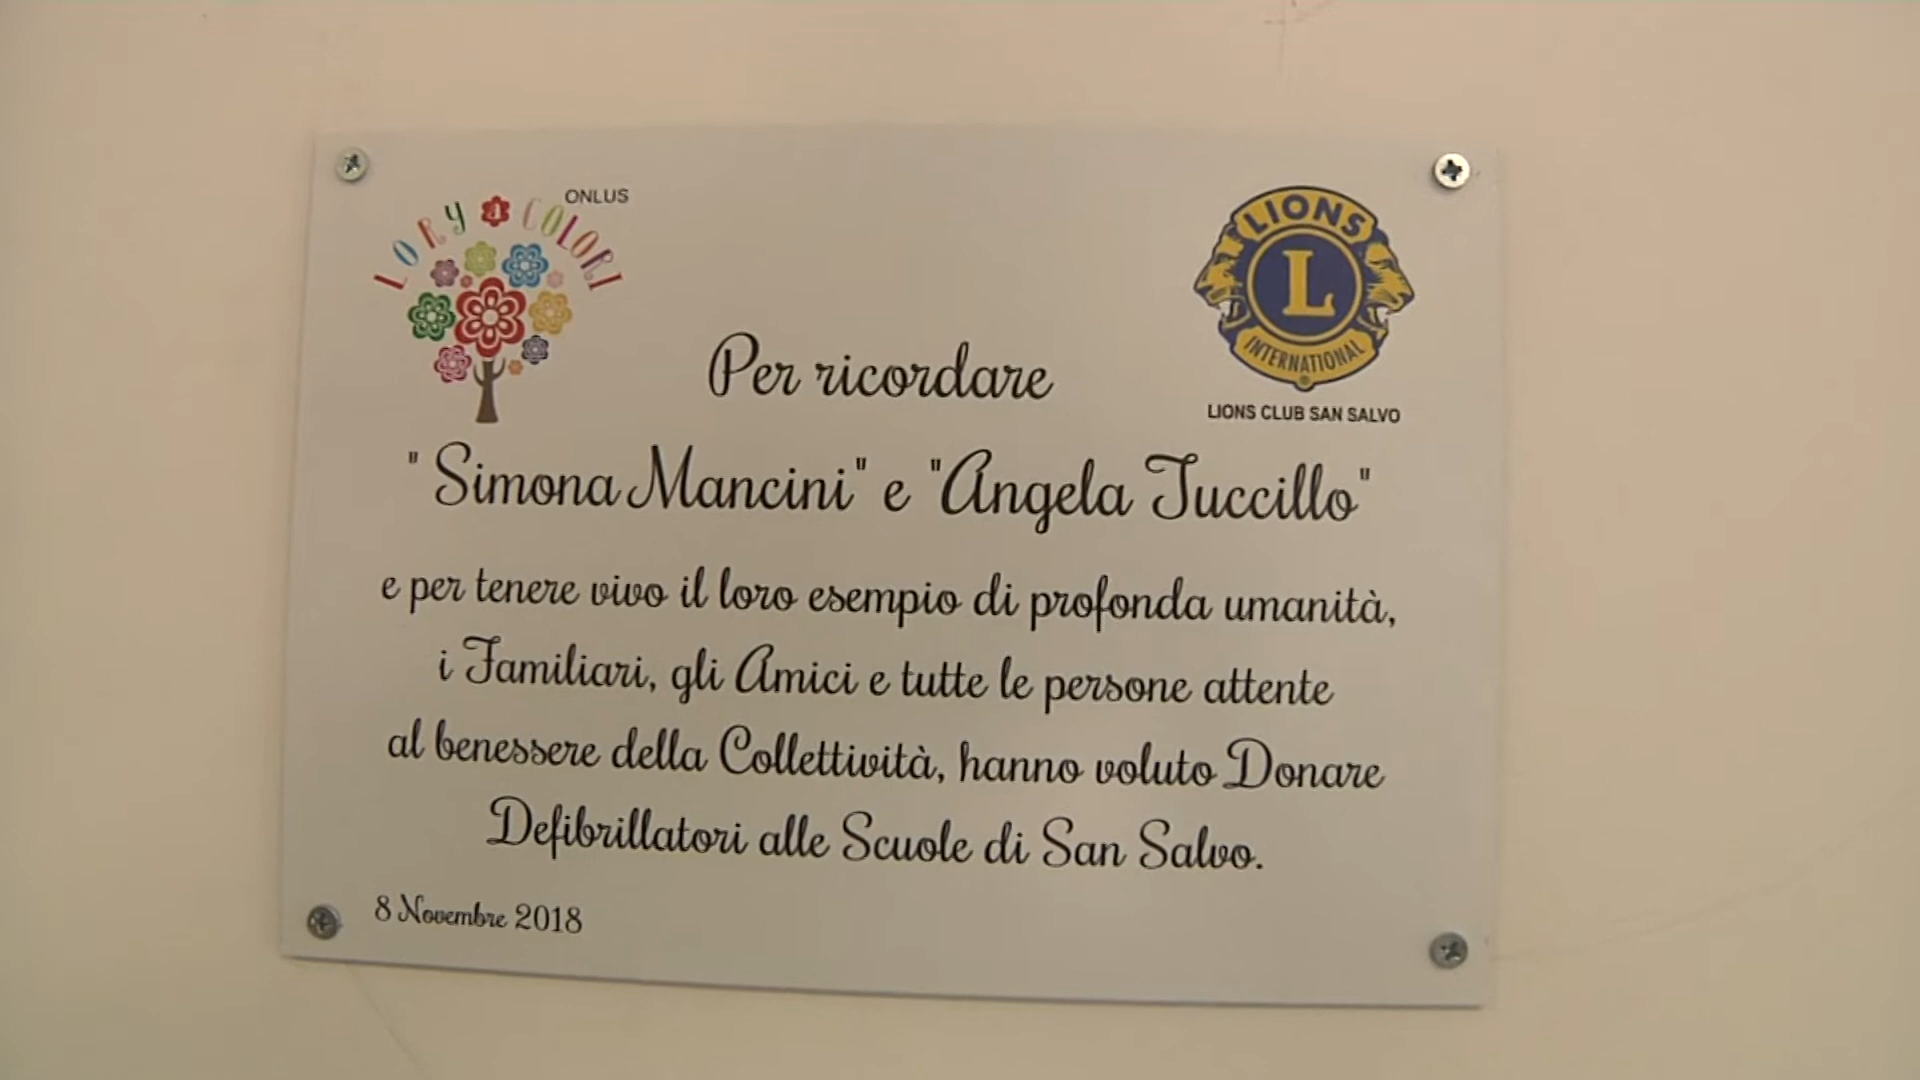 ONLUS
LORY A COLORI
LIONS
L
INTERNATIONAL
LIONS CLUB SAN SALVO
Per ricordare
"Simona Mancini" e "Angela Tuccillo"
e per tenere vivo il loro esempio di profonda umanità,
i Familiari, gli Amici e tutte le persone attente
al benessere della Collettività, hanno voluto Donare
Defibrillatori alle Scuole di San Salvo.
8 Novembre 2018